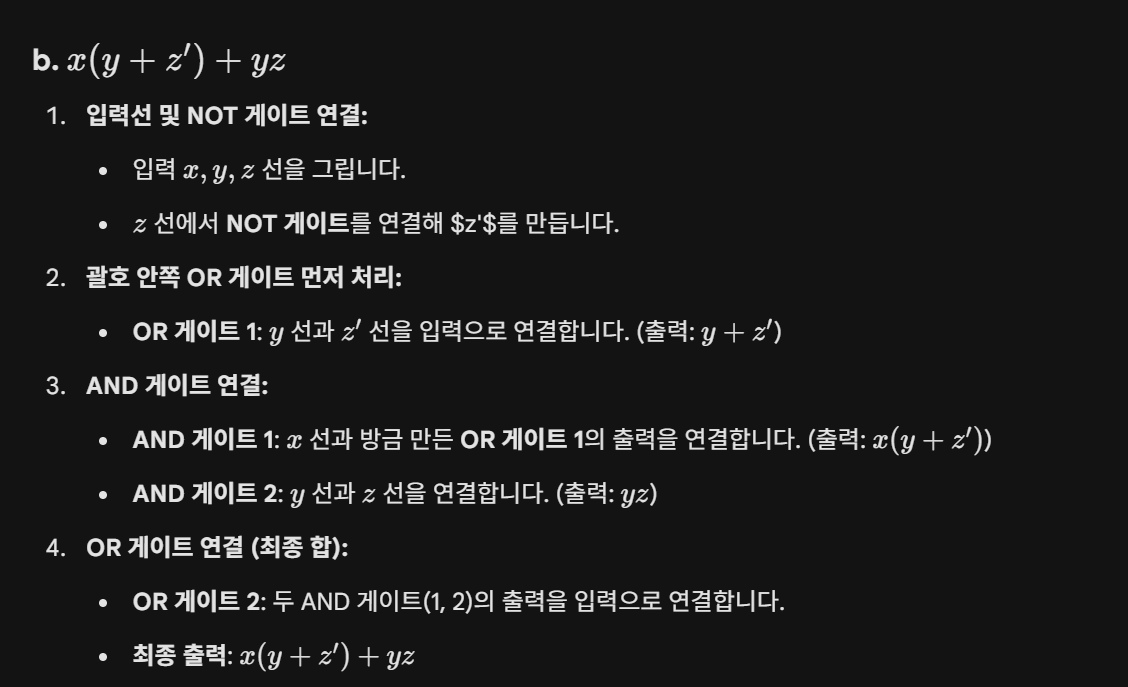 b. x(y + z′) + yz
1. 입력선 및 NOT 게이트 연결:
• 입력 x, y, z 선을 그립니다.
• z 선에서 NOT 게이트를 연결해 $z'$를 만듭니다.
2. 괄호 안쪽 OR 게이트 먼저 처리:
• OR 게이트 1: y 선과 z′ 선을 입력으로 연결합니다. (출력: y + z′)
3. AND 게이트 연결:
• AND 게이트 1: x 선과 방금 만든 OR 게이트 1의 출력을 연결합니다. (출력: x(y + z′))
• AND 게이트 2: y 선과 z 선을 연결합니다. (출력: yz)
4. OR 게이트 연결 (최종 합):
• OR 게이트 2: 두 AND 게이트(1, 2)의 출력을 입력으로 연결합니다.
• 최종 출력: x(y + z′) + yz